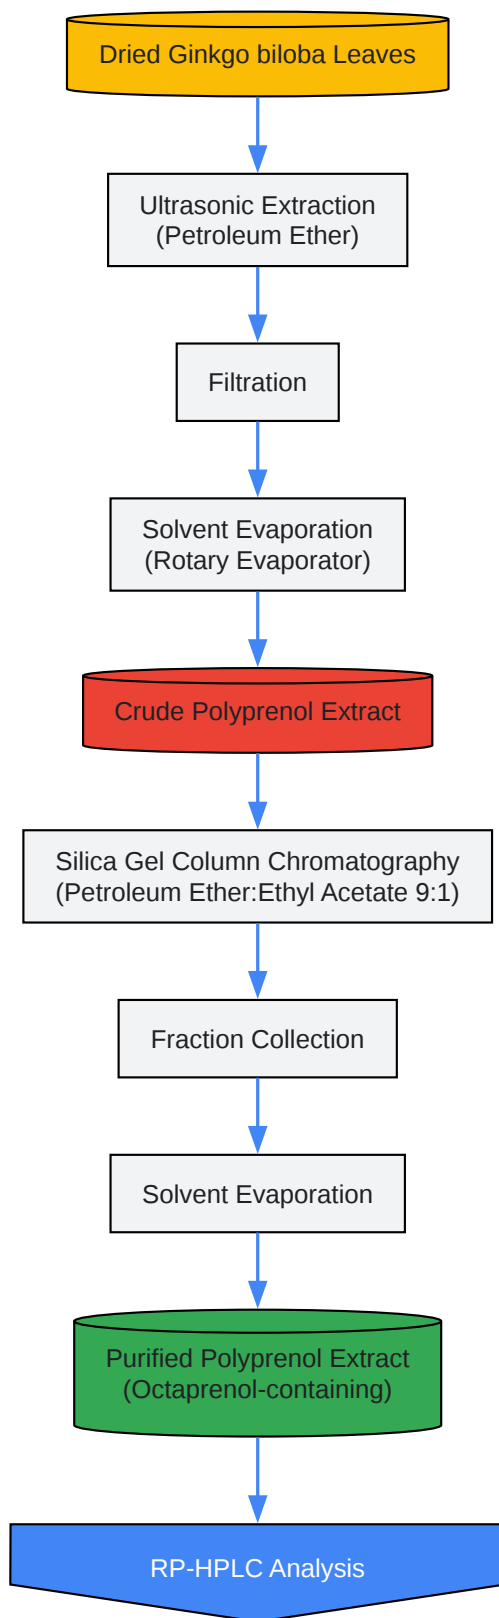 Dried Ginkgo biloba Leaves
Ultrasonic Extraction
(Petroleum Ether)
Filtration
Solvent Evaporation
(Rotary Evaporator)
Crude Polyprenol Extract
Silica Gel Column Chromatography
(Petroleum Ether:Ethyl Acetate 9:1)
Fraction Collection
Solvent Evaporation
Purified Polyprenol Extract
(Octaprenol-containing)
RP-HPLC Analysis